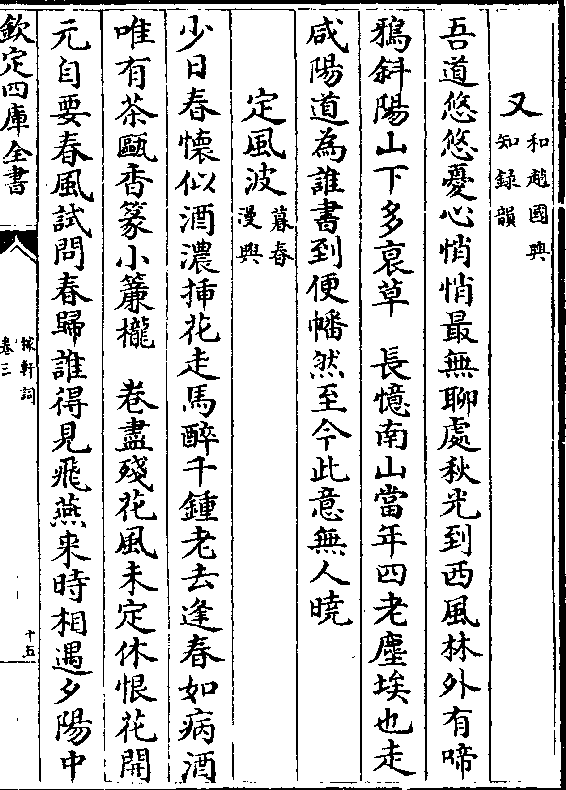 又
和趙國興
知録韻
吾道悠悠憂心悄悄最無聊處秋光到西風林外有啼
鴉斜陽山下多衰草　長憶南山當年四老塵埃也走
咸陽道為誰書到便幡然至今此意無人曉
定風波
暮春
漫興
少日春懷似酒濃揷花走馬醉千鍾老去逢春如病酒
唯有茶甌香篆小簾櫳　卷盡殘花風未定休恨花開
元自要春風試問春歸誰得見飛燕来時相遇夕陽中
欽定四庫全書
稼軒詞
卷三
十五